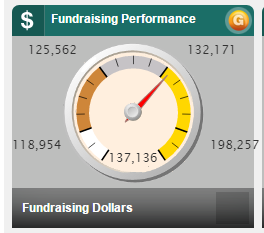 $ Fundraising Performance G
125,562 132,171
118,954 198,257
137,136
Fundraising Dollars